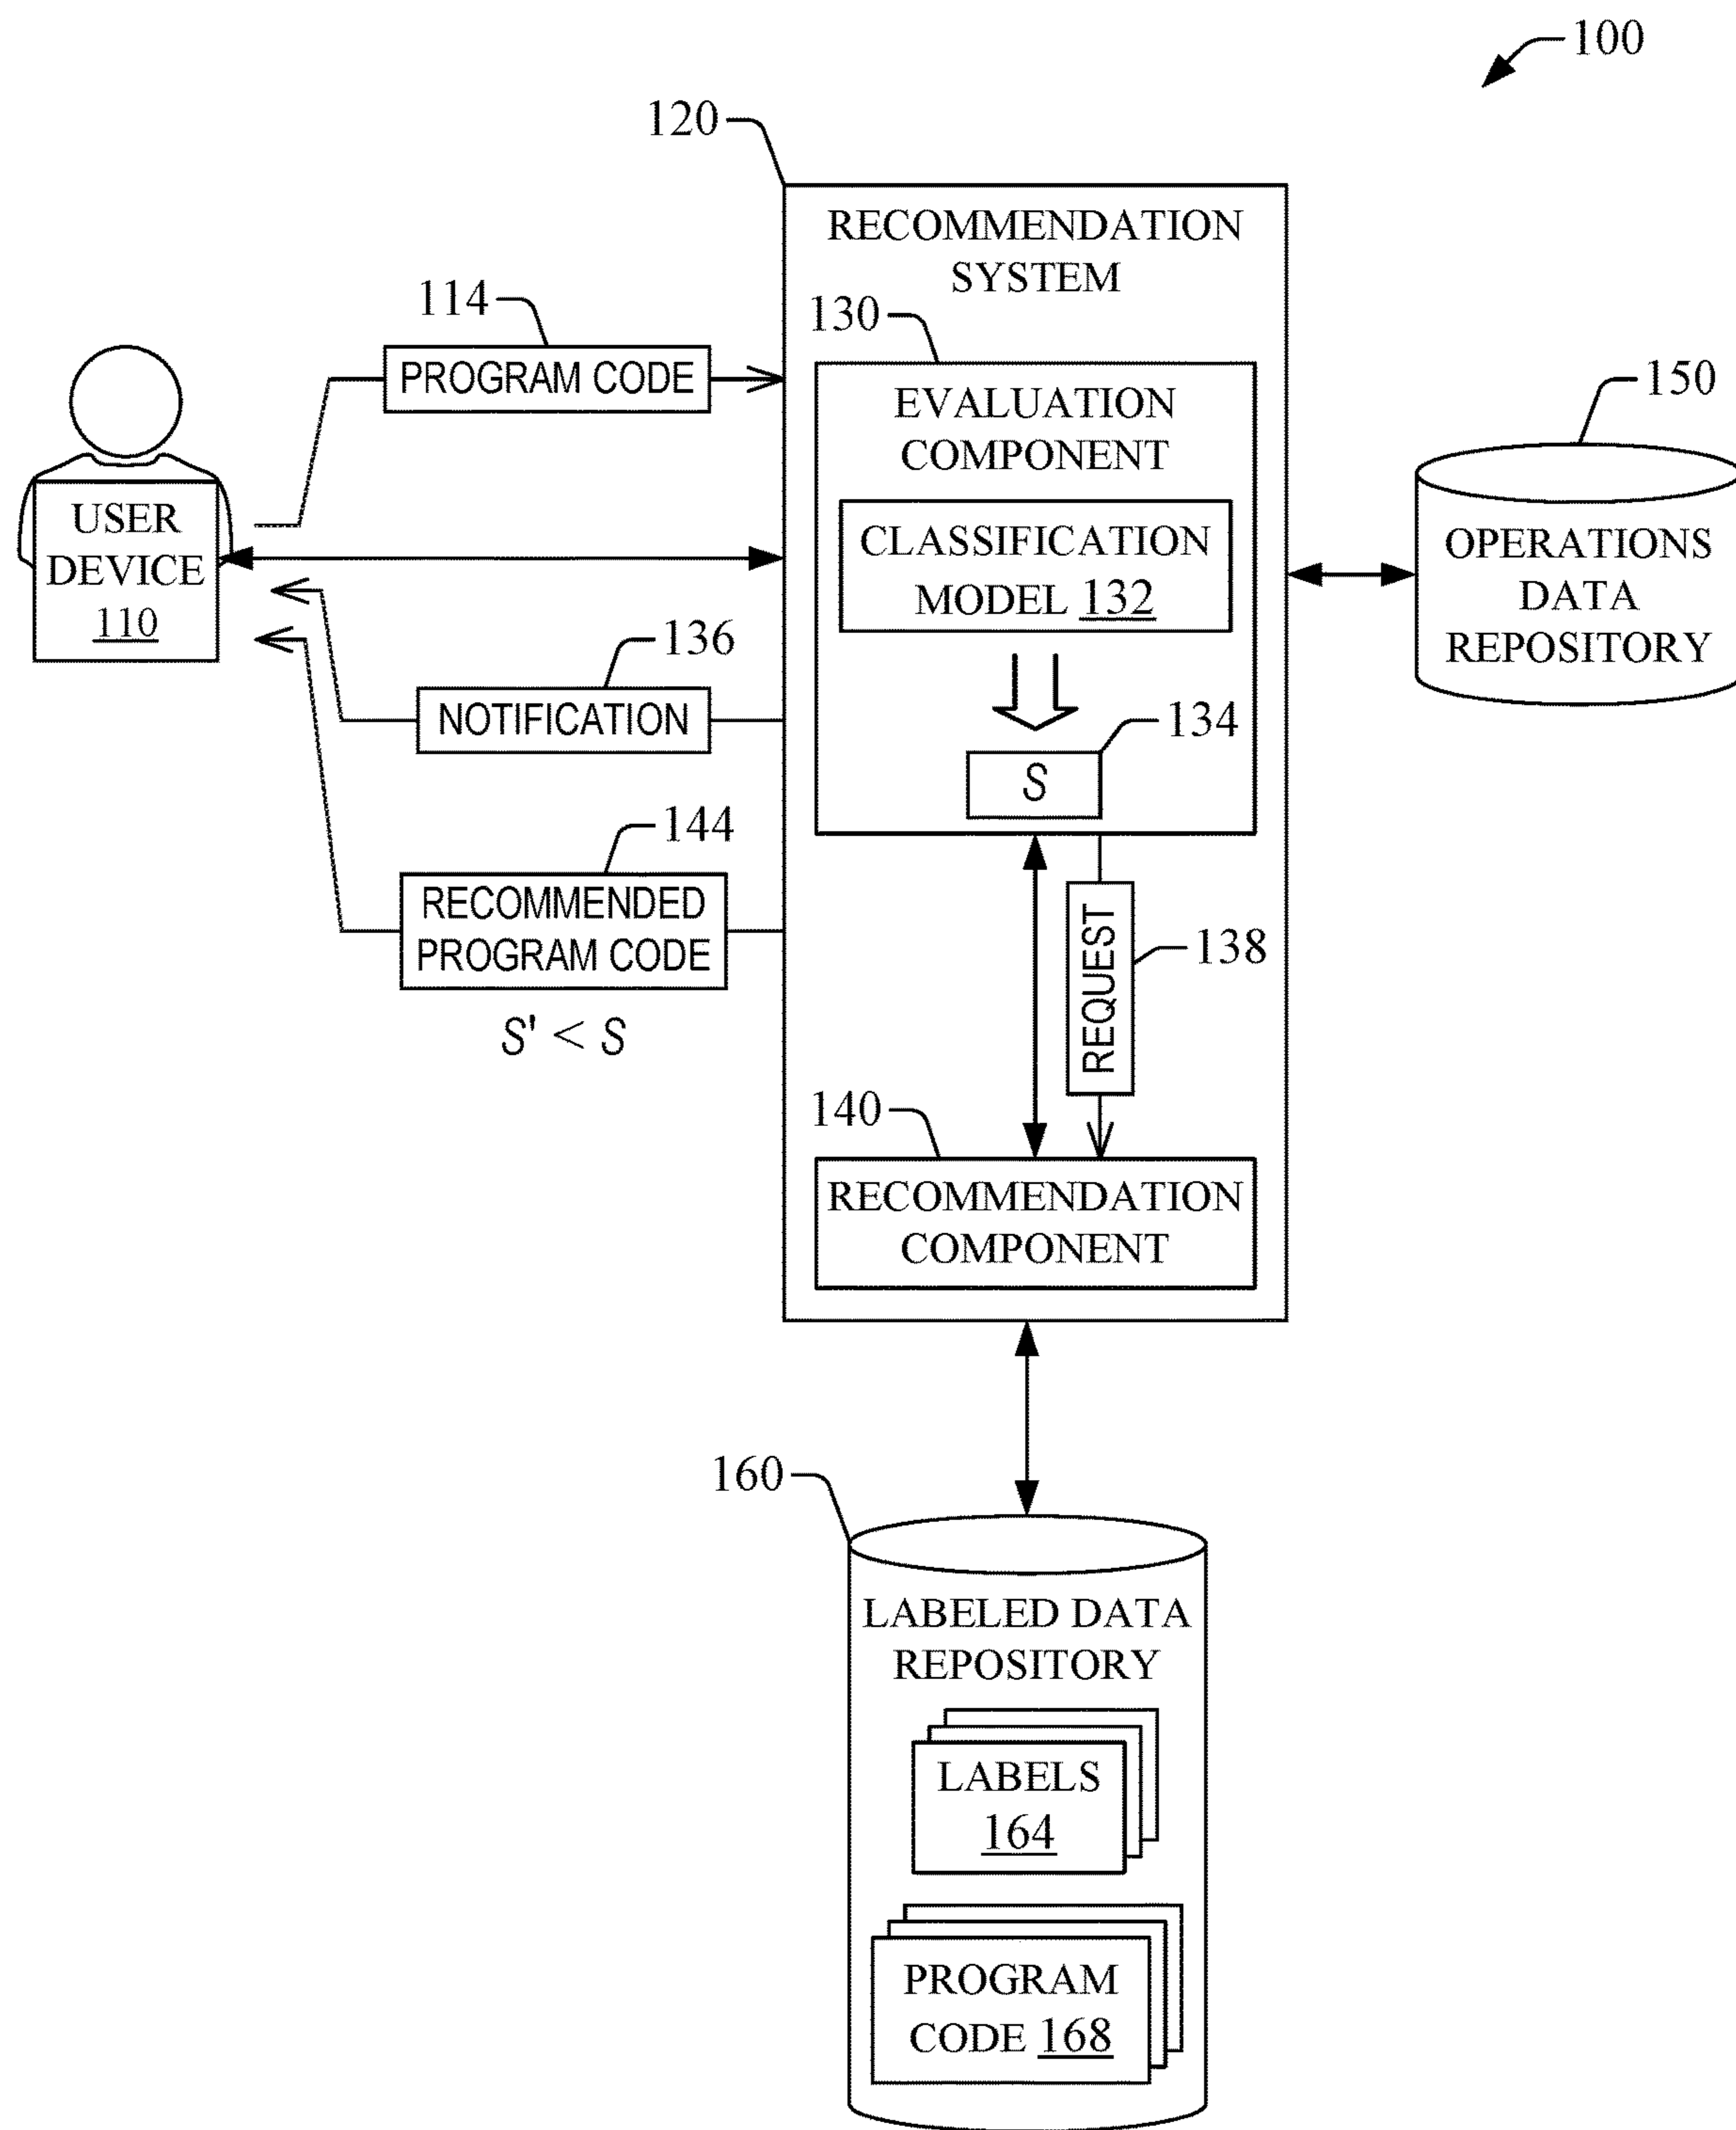 100
120
RECOMMENDATION
SYSTEM
114
PROGRAM CODE
130
EVALUATION
COMPONENT
150
USER
DEVICE
110
CLASSIFICATION
MODEL 132
OPERATIONS
DATA
REPOSITORY
136
NOTIFICATION
134
S
144
RECOMMENDED
PROGRAM CODE
S' < S
REQUEST
138
140
RECOMMENDATION
COMPONENT
160
LABELED DATA
REPOSITORY
LABELS
164
PROGRAM
CODE 168